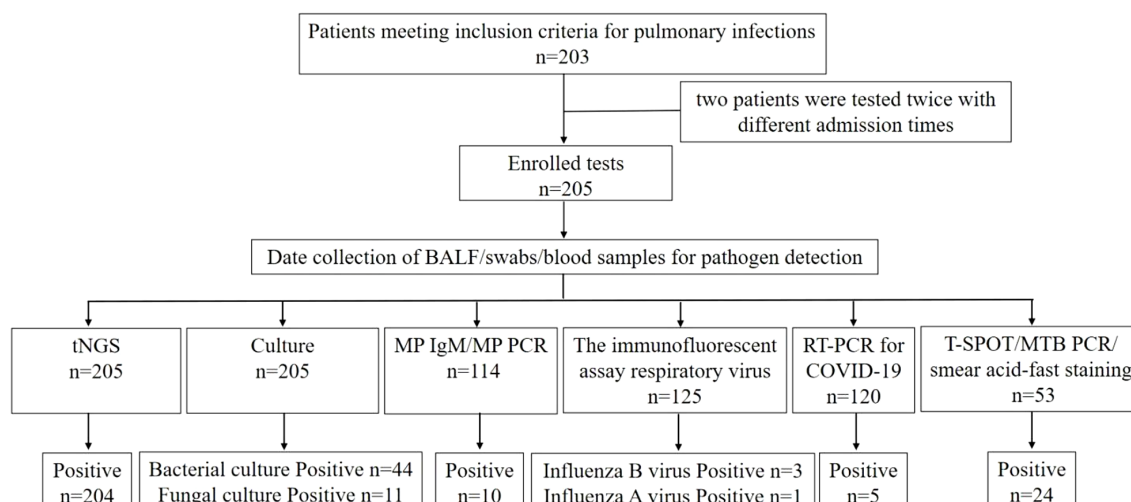 Patients meeting inclusion criteria for pulmonary infections
n=203
two patients were tested twice with
different admission times
Enrolled tests
n=205
Date collection of BALF/swabs/blood samples for pathogen detection
tNGS
n=205
Culture
n=205
MP IgM/MP PCR
n=114
The immunofluorescent
assay respiratory virus
n=125
RT-PCR for
COVID-19
n=120
T-SPOT/MTB PCR/
smear acid-fast staining
n=53
Positive
n=204
Bacterial culture Positive n=44
Fungal culture Positive n=11
Positive
n=10
Influenza B virus Positive n=3
Influenza A virus Positive n=1
Positive
n=5
Positive
n=24